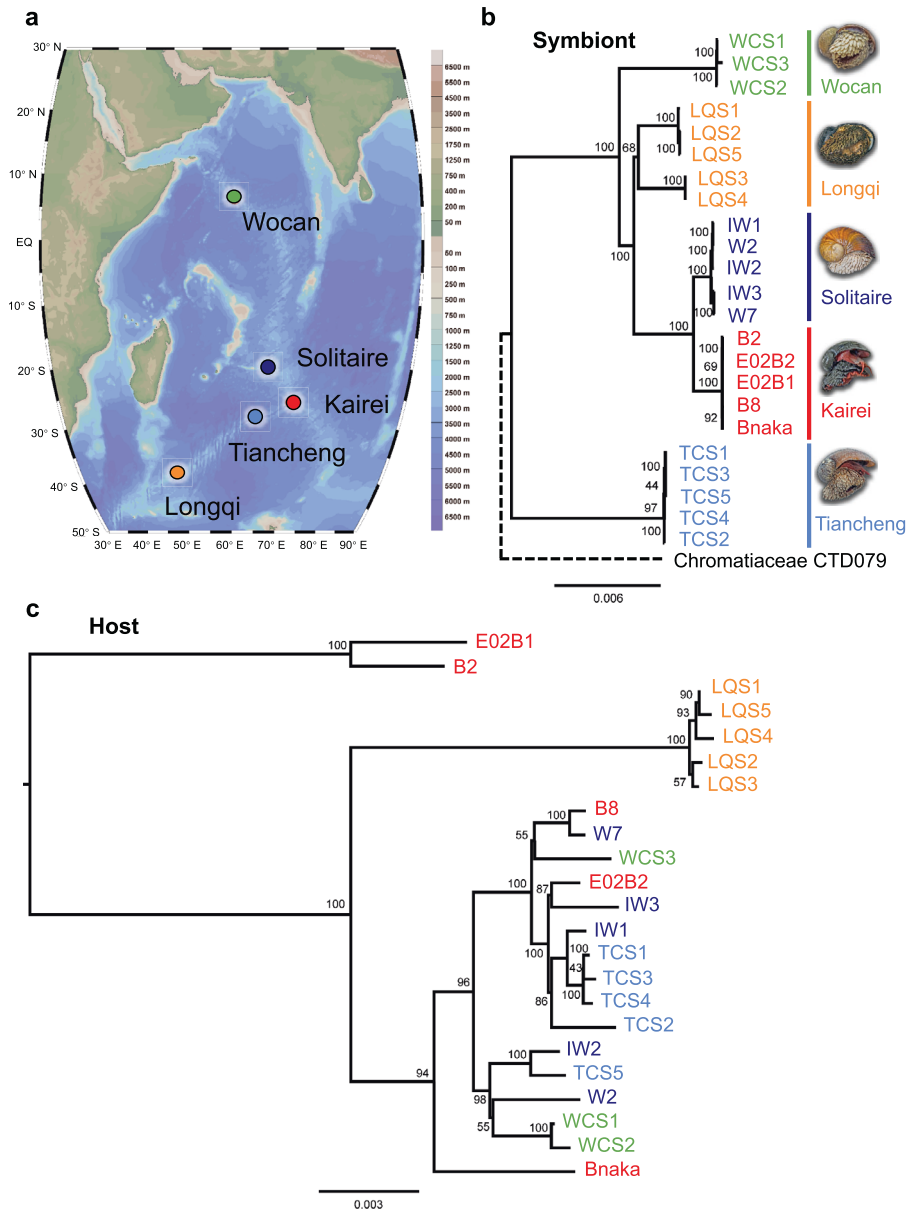 a
30° N
20° N
10° N
EQ
10° S
20° S
30° S
40° S
50° S
30° E 40° E 50° E 60° E 70° E 80° E 90° E
Wocan
Solitaire
Kairei
Tiancheng
Longqi
6500 m
4500 m
3500 m
2500 m
1750 m
1250 m
750 m
400 m
200 m
50 m
50 m
100 m
250 m
500 m
750 m
1000 m
1500 m
2000 m
2500 m
3000 m
3500 m
4000 m
4500 m
5000 m
5500 m
6000 m
6500 m
b
Symbiont
100 WCS1
WCS3
100 WCS2
Wocan
100
68
100 LQS1
LQS2
100 LQS5
100 LQS3
LQS4
Longqi
100
100 IW1
W2
100 IW2
IW3
100 W7
Solitaire
100
B2
100
E02B2
69
E02B1
100
B8
92
Bnaka
Kairei
TCS1
100
TCS3
44
TCS5
97
TCS4
100
TCS2
Tiancheng
Chromatiaceae CTD079
0.006
c
Host
100
E02B1
B2
90
LQS1
93
LQS5
LQS4
100
LQS2
57
LQS3
100
B8
W7
55
WCS3
100
87
E02B2
IW3
100
IW1
100
TCS1
43
TCS3
100
TCS4
86
TCS2
100
96
100
IW2
TCS5
98
W2
55
WCS1
100
WCS2
94
Bnaka
0.003